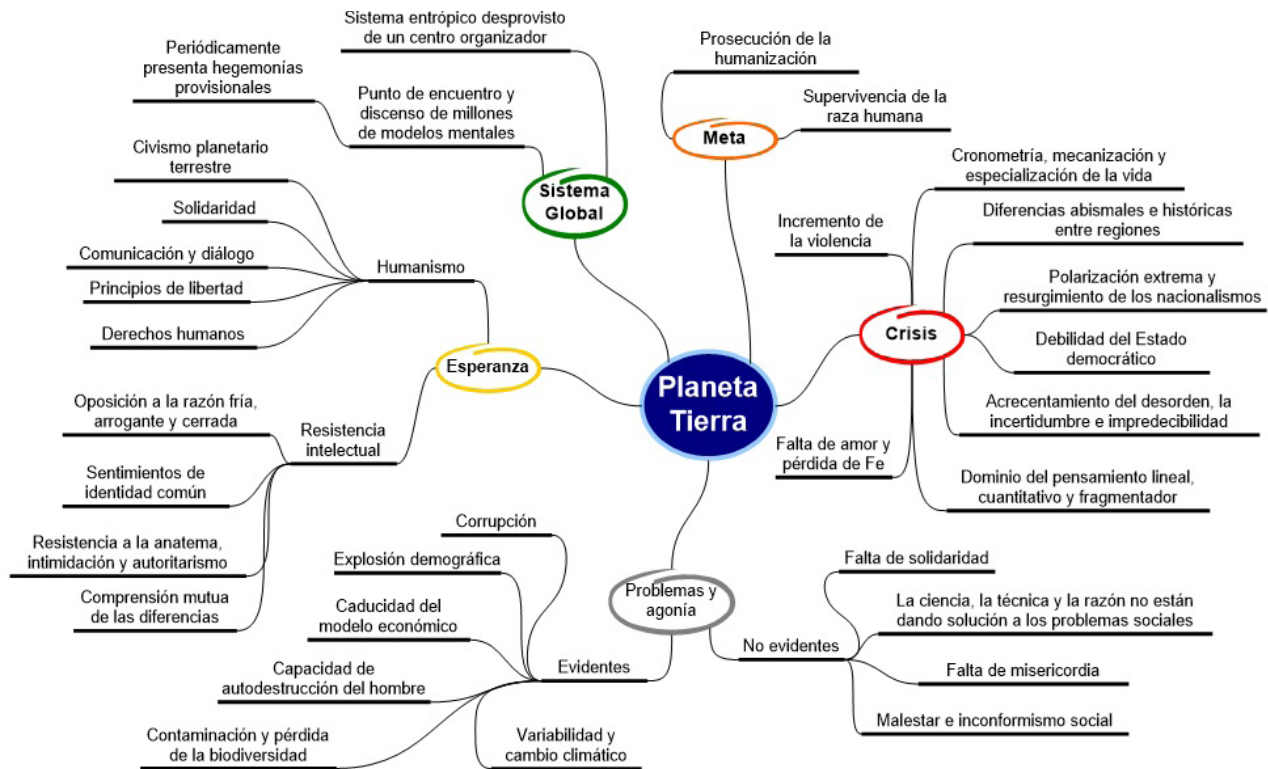 Sistema entrópico desprovisto
de un centro organizador
Periódicamente
presenta hegemonías
provisionales
Punto de encuentro y
discenso de millones
de modelos mentales
Sistema
Global
Prosecución de la
humanización
Supervivencia de la
raza humana
Meta
Civismo planetario
terrestre
Solidaridad
Comunicación y diálogo
Principios de libertad
Derechos humanos
Humanismo
Esperanza
Oposición a la razón fría,
arrogante y cerrada
Sentimientos de
identidad común
Resistencia a la anatema,
intimidación y autoritarismo
Comprensión mutua
de las diferencias
Resistencia
intelectual
Planeta
Tierra
Crisis
Cronometría, mecanización y
especialización de la vida
Incremento de
la violencia
Diferencias abismales e históricas
entre regiones
Polarización extrema y
resurgimiento de los nacionalismos
Debilidad del Estado
democrático
Acrecentamiento del desorden, la
incertidumbre e impredecibilidad
Falta de amor y
pérdida de Fe
Dominio del pensamiento lineal,
cuantitativo y fragmentador
Problemas y
agonía
Corrupción
Explosión demográfica
Caducidad del
modelo económico
Capacidad de
autodestrucción del hombre
Contaminación y pérdida
de la biodiversidad
Variabilidad y
cambio climático
Evidentes
No evidentes
Falta de solidaridad
La ciencia, la técnica y la razón no están
dando solución a los problemas sociales
Falta de misericordia
Malestar e inconformismo social